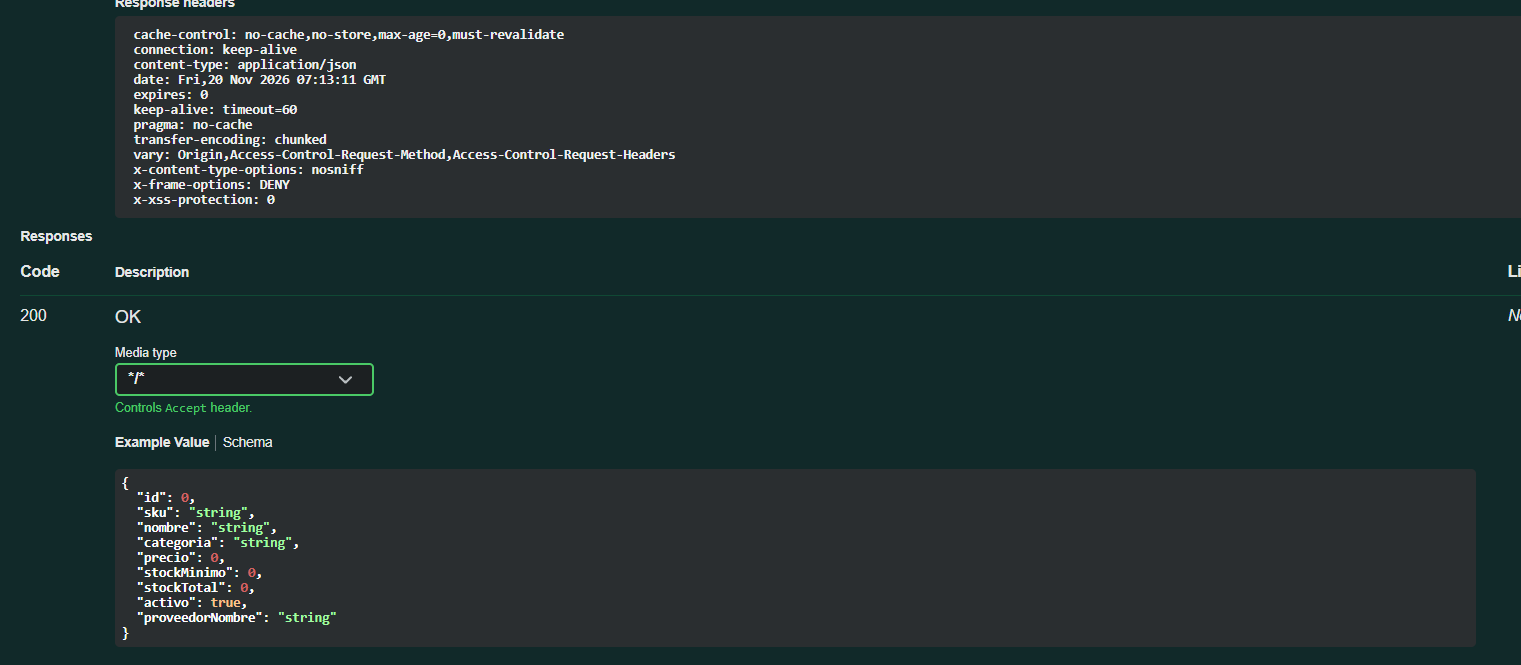 Response headers
cache-control: no-cache,no-store,max-age=0,must-revalidate
connection: keep-alive
content-type: application/json
date: Fri,20 Nov 2026 07:13:11 GMT
expires: 0
keep-alive: timeout=60
pragma: no-cache
transfer-encoding: chunked
vary: Origin,Access-Control-Request-Method,Access-Control-Request-Headers
x-content-type-options: nosniff
x-frame-options: DENY
x-xss-protection: 0
Responses
Code Description
200 OK
Media type
*/*
Controls Accept header.
Example Value | Schema
{
  "id": 0,
  "sku": "string",
  "nombre": "string",
  "categoria": "string",
  "precio": 0,
  "stockMinimo": 0,
  "stockTotal": 0,
  "activo": true,
  "proveedorNombre": "string"
}